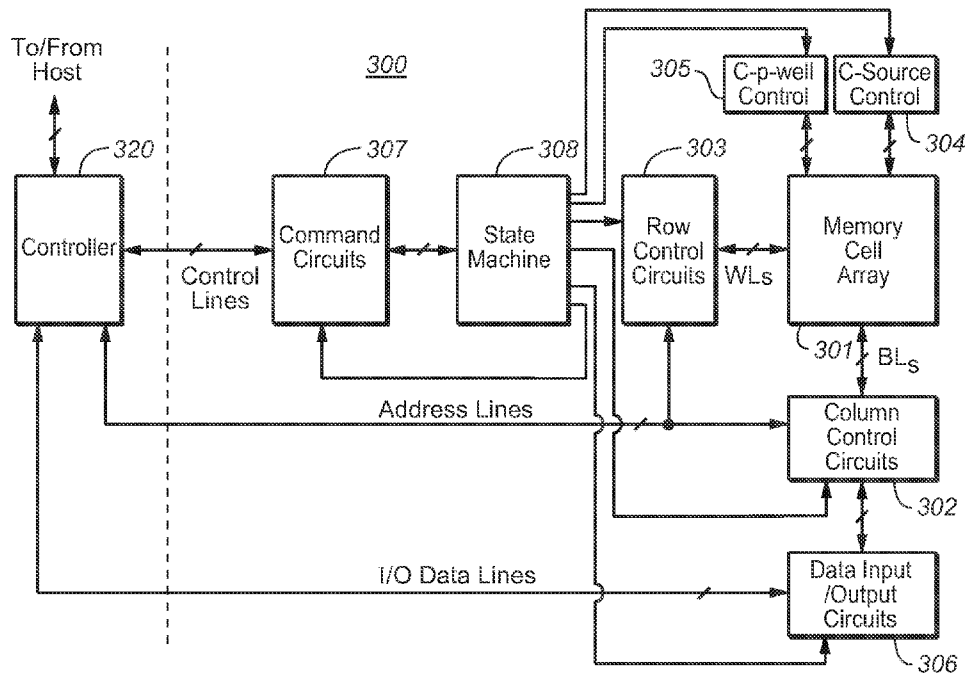 To/From
Host
300
305
C-p-well
Control
C-Source
Control
304
320
307
308
303
Controller
Command
Circuits
State
Machine
Row
Control
Circuits
Memory
Cell
Array
Control
Lines
WLs
301
BLs
Address Lines
Column
Control
Circuits
302
I/O Data Lines
Data Input
/Output
Circuits
306